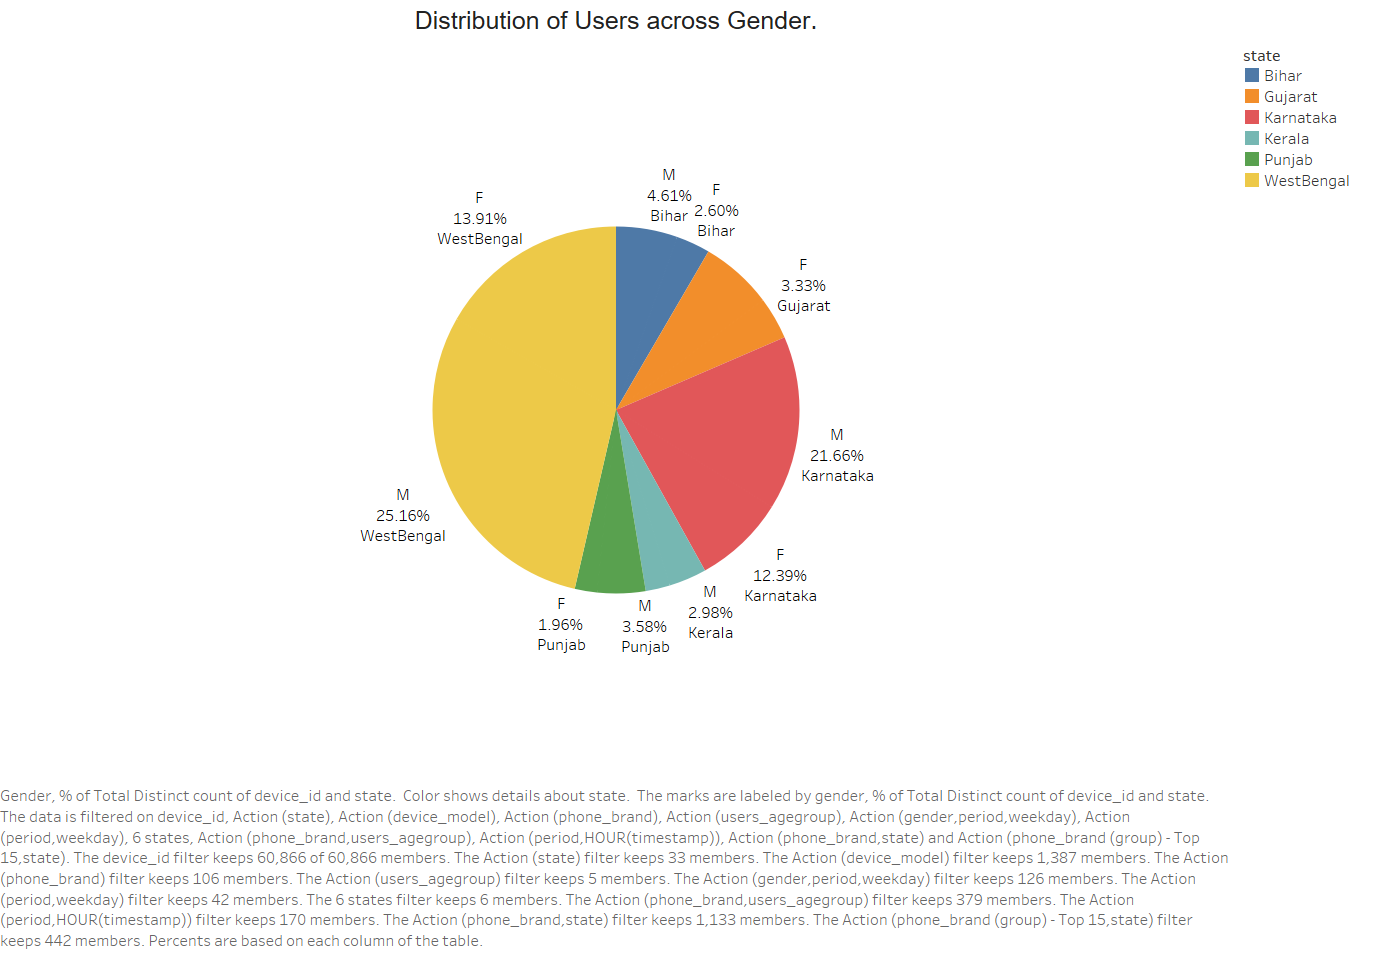 Distribution of Users across Gender.
state
Bihar
Gujarat
Karnataka
Kerala
Punjab
WestBengal
M
4.61%
Bihar
F
2.60%
Bihar
F
13.91%
WestBengal
F
3.33%
Gujarat
M
21.66%
Karnataka
M
25.16%
WestBengal
F
12.39%
Karnataka
M
2.98%
Kerala
M
3.58%
Punjab
F
1.96%
Punjab
Gender, % of Total Distinct count of device_id and state.  Color shows details about state.  The marks are labeled by gender, % of Total Distinct count of device_id and state.
The data is filtered on device_id, Action (state), Action (device_model), Action (phone_brand), Action (users_agegroup), Action (gender,period,weekday), Action
(period,weekday), 6 states, Action (phone_brand,users_agegroup), Action (period,HOUR(timestamp)), Action (phone_brand,state) and Action (phone_brand (group) - Top
15,state). The device_id filter keeps 60,866 of 60,866 members. The Action (state) filter keeps 33 members. The Action (device_model) filter keeps 1,387 members. The Action
(phone_brand) filter keeps 106 members. The Action (users_agegroup) filter keeps 5 members. The Action (gender,period,weekday) filter keeps 126 members. The Action
(period,weekday) filter keeps 42 members. The 6 states filter keeps 6 members. The Action (phone_brand,users_agegroup) filter keeps 379 members. The Action
(period,HOUR(timestamp)) filter keeps 170 members. The Action (phone_brand,state) filter keeps 1,133 members. The Action (phone_brand (group) - Top 15,state) filter
keeps 442 members. Percents are based on each column of the table.